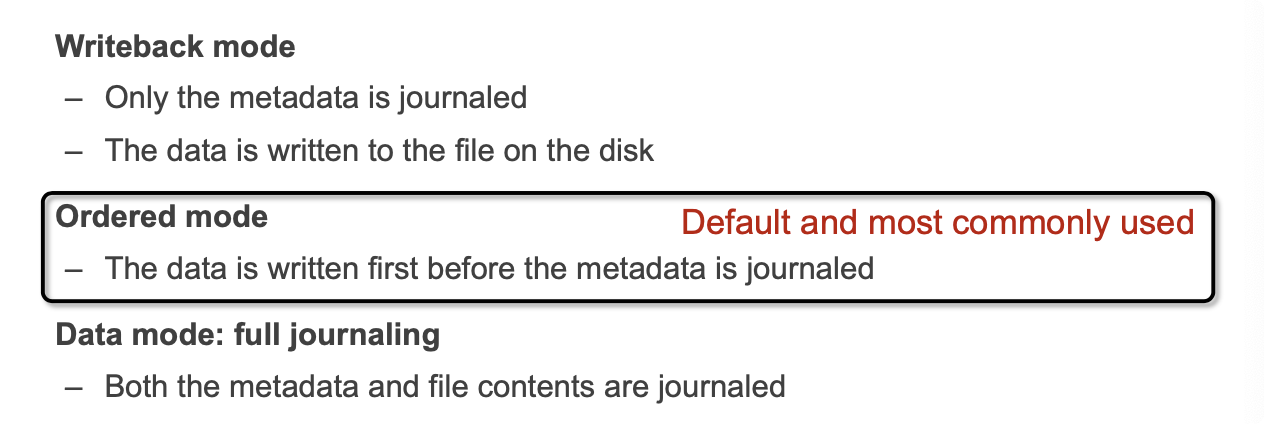 Writeback mode
– Only the metadata is journaled
– The data is written to the file on the disk
Ordered mode
Default and most commonly used
– The data is written first before the metadata is journaled
Data mode: full journaling
– Both the metadata and file contents are journaled